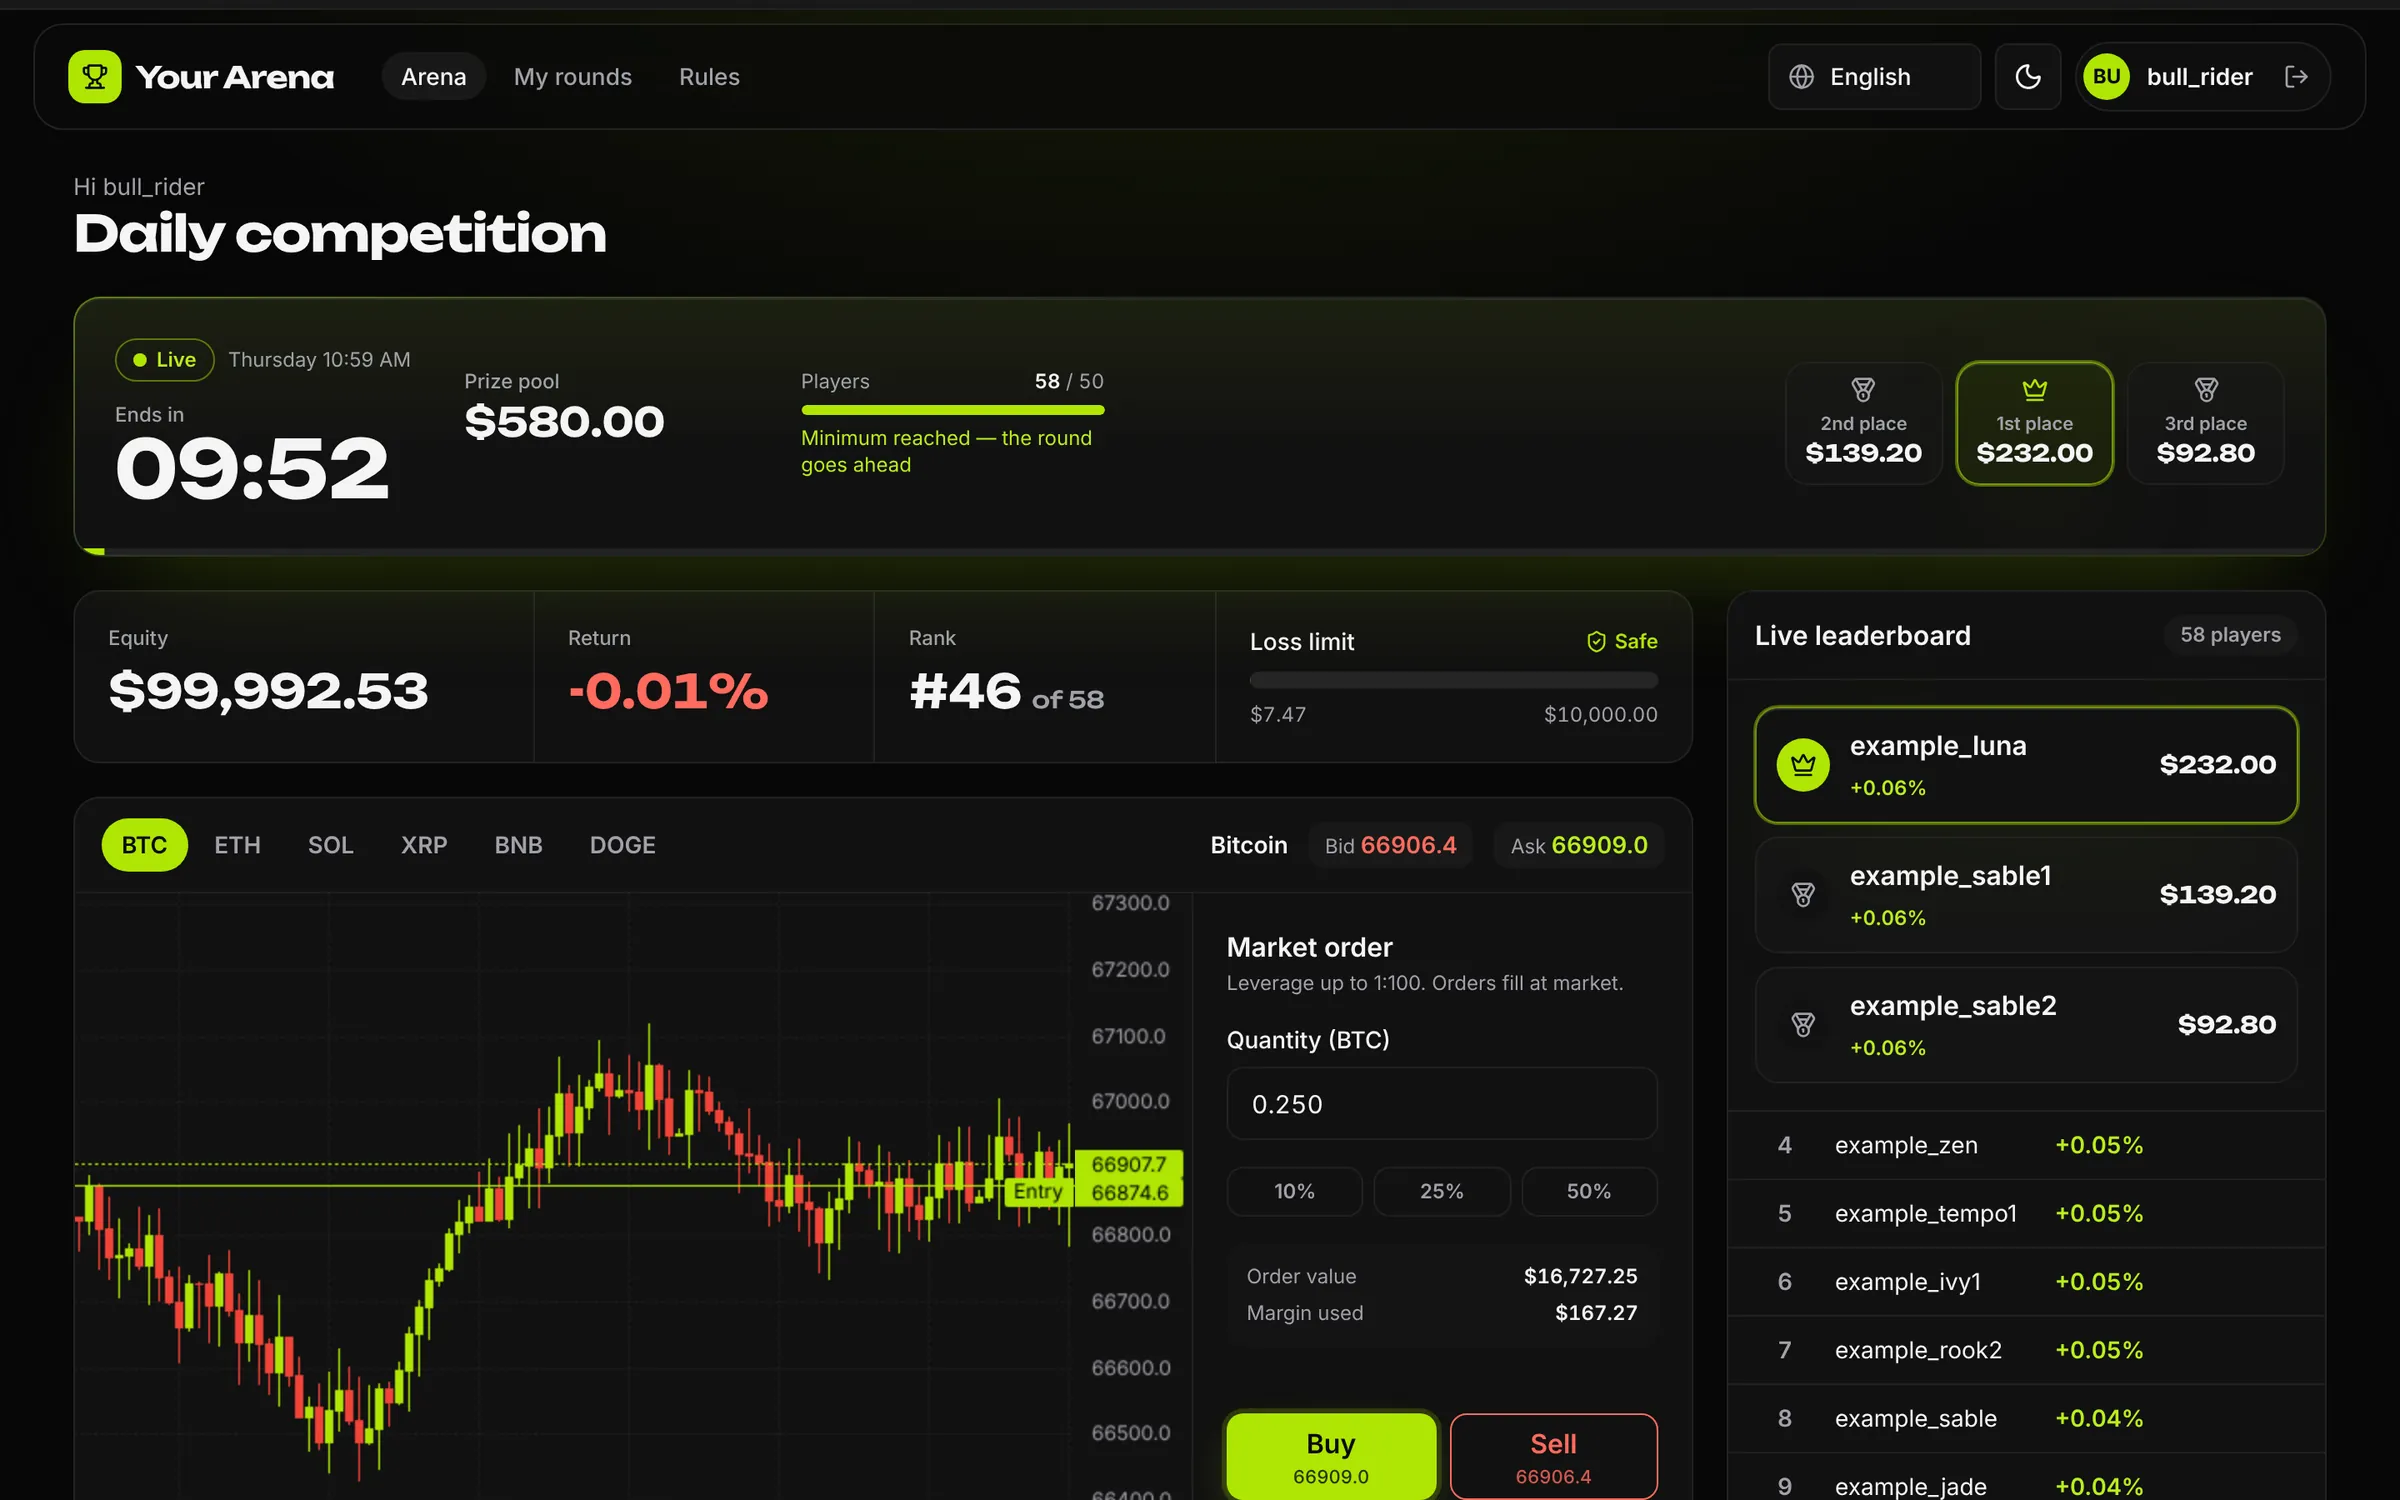 Your Arena
Arena
My rounds
Rules
English
BU
bull_rider
Hi bull_rider
Daily competition
Live
Thursday 10:59 AM
Ends in
09:52
Prize pool
$580.00
Players
58 / 50
Minimum reached — the round
goes ahead
2nd place
$139.20
1st place
$232.00
3rd place
$92.80
Equity
$99,992.53
Return
-0.01%
Rank
#46 of 58
Loss limit
Safe
$7.47
$10,000.00
BTC
ETH
SOL
XRP
BNB
DOGE
Bitcoin
Bid 66906.4
Ask 66909.0
67300.0
67200.0
67100.0
67000.0
66907.7
Entry
66874.6
66800.0
66700.0
66600.0
66500.0
66400.0
Market order
Leverage up to 1:100. Orders fill at market.
Quantity (BTC)
0.250
10%
25%
50%
Order value
$16,727.25
Margin used
$167.27
Buy
66909.0
Sell
66906.4
Live leaderboard
58 players
example_luna
+0.06%
$232.00
example_sable1
+0.06%
$139.20
example_sable2
+0.06%
$92.80
4 example_zen +0.05%
5 example_tempo1 +0.05%
6 example_ivy1 +0.05%
7 example_rook2 +0.05%
8 example_sable +0.04%
9 example_jade +0.04%